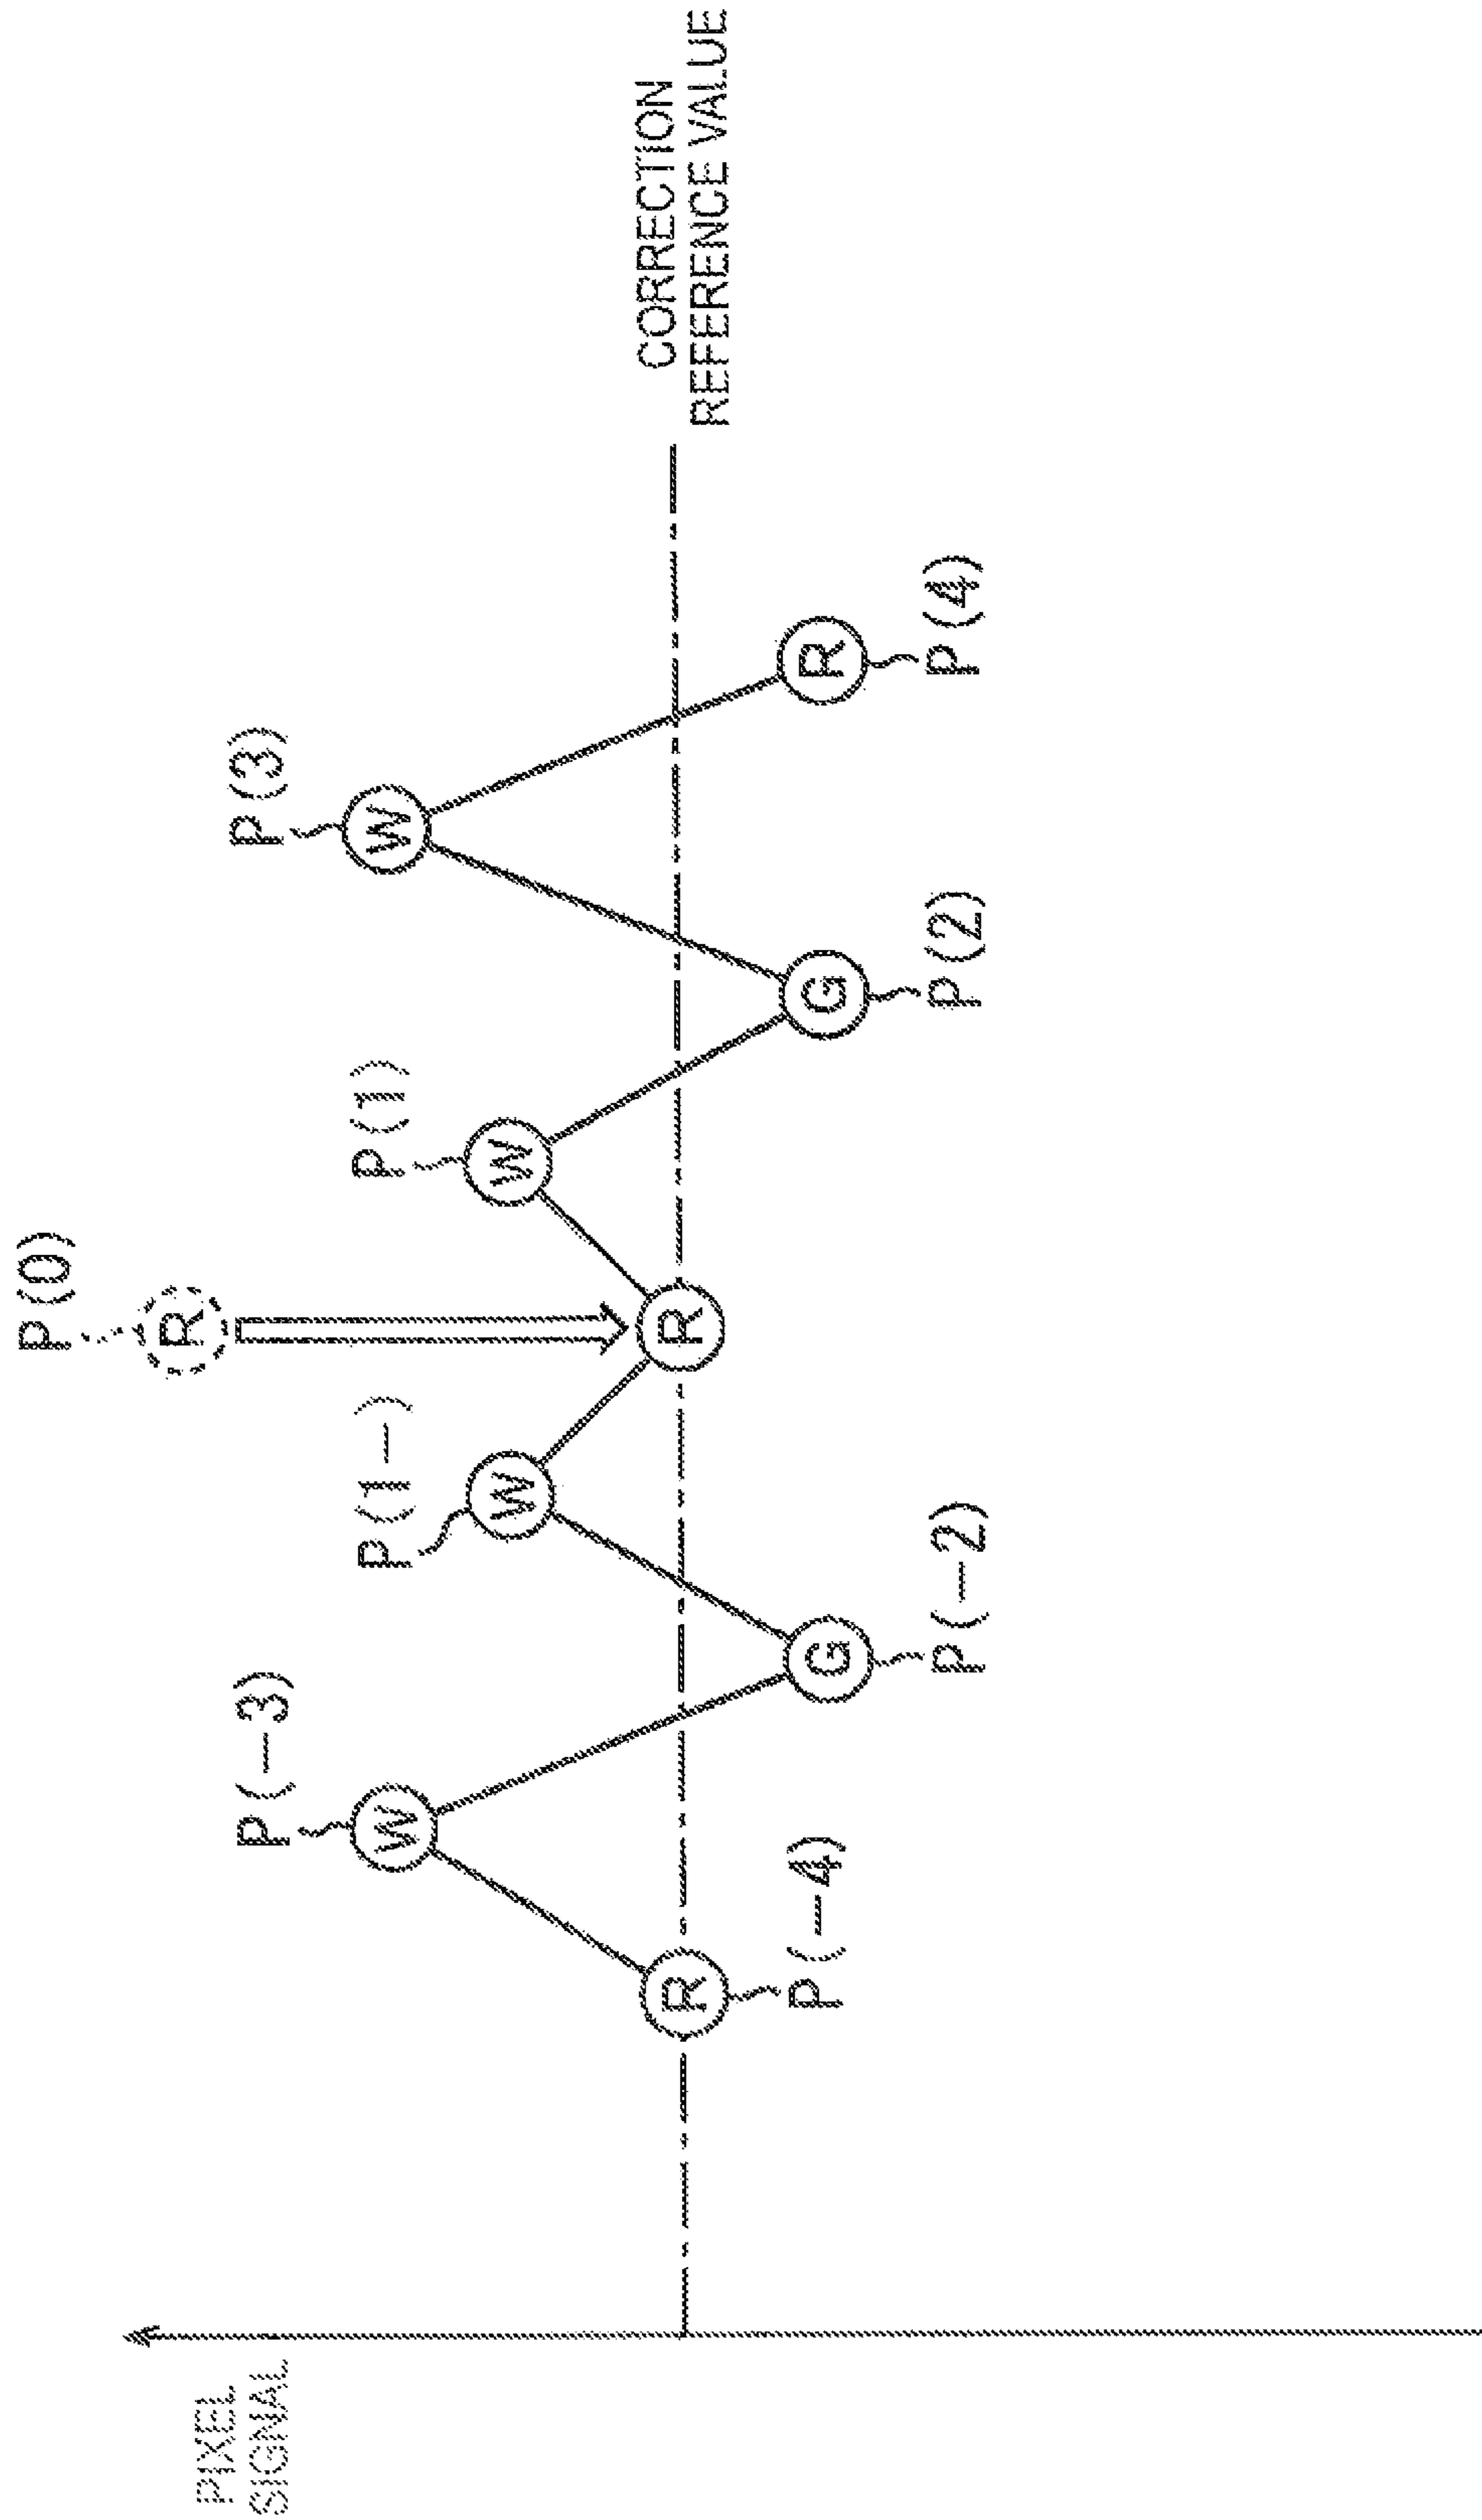 PIXEL
SIGNAL
P(0)
R
P(-3)
W
P(1-)
W
P(1)
W
P(3)
W
R
P(-4)
R
CORRECTION
REFERENCE VALUE
G
P(-2)
G
P(2)
R
P(4)